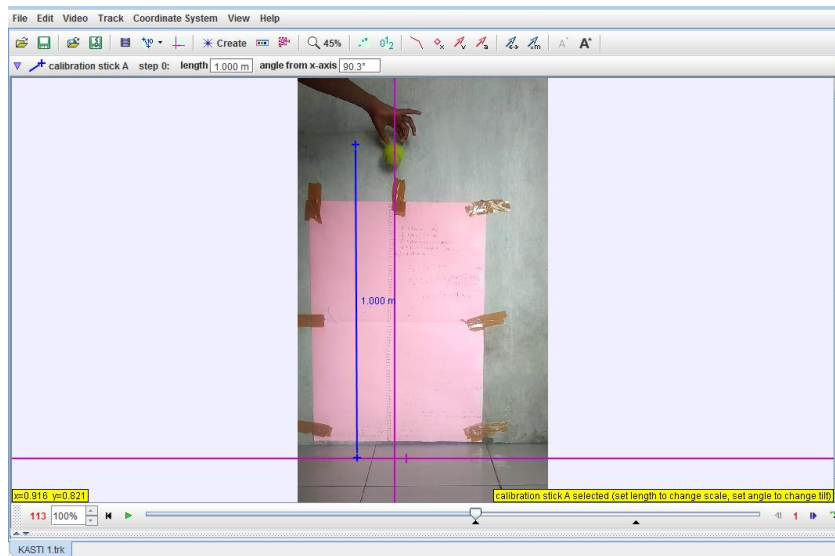 File Edit Video Track Coordinate System View Help
Create 45%
calibration stick A step 0: length 1.000 m angle from x-axis 90.3°
1.000 m
x=0.916 y=0.821
calibration stick A selected (set length to change scale, set angle to change tilt)
113 100% 1
KASTI 1.trk